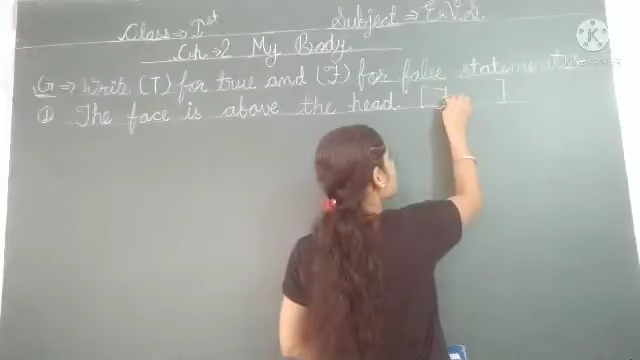 Class → Ist Subject → E.V.S.
Ch.2 My Body
G ⇒ Write (T) for true and (F) for false statements
① The face is above the head. [F ]
K